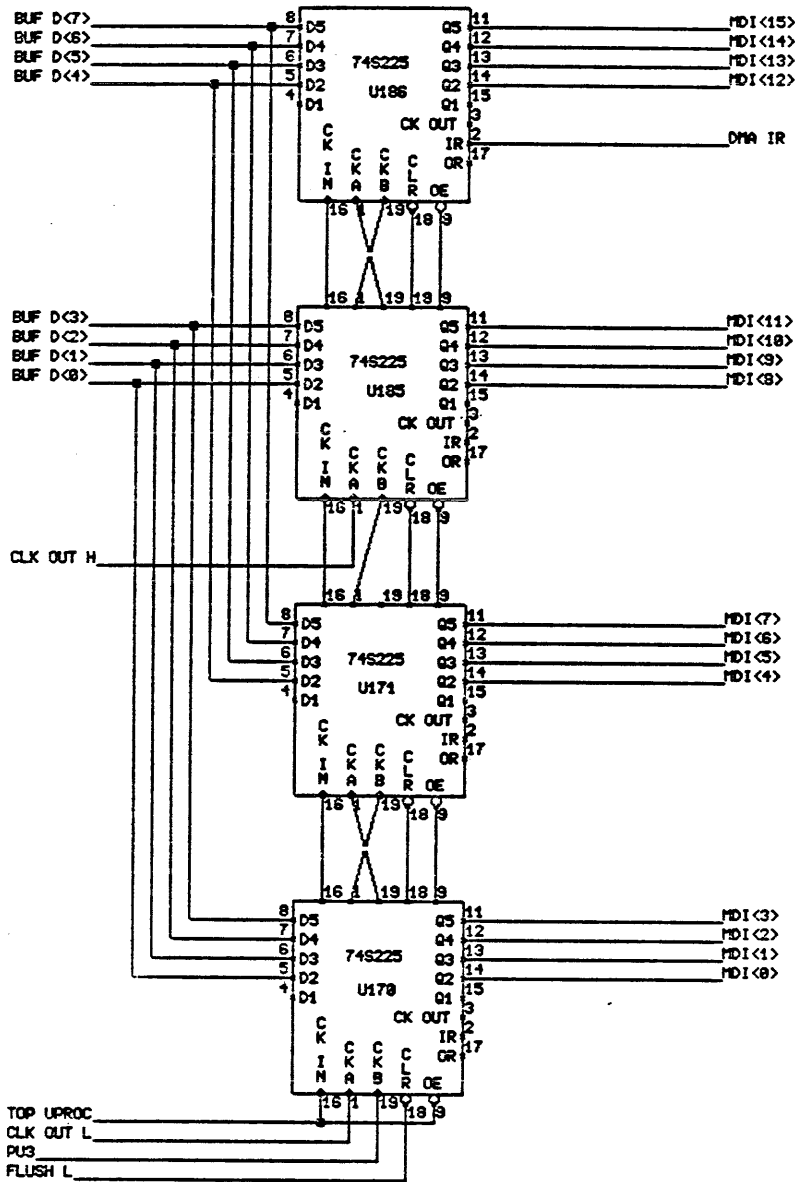 BUF D<7>
BUF D<6>
BUF D<5>
BUF D<4>
8 D5 Q5 11 MDI<15>
7 D4 Q4 12 MDI<14>
6 D3 74S225 Q3 13 MDI<13>
5 D2 Q2 14 MDI<12>
4 D1 U186 Q1 15
CK OUT 3
IR 2 DMA IR
OR 17
CK IN CKA CKB CLR OE
16 1 19 18 9
16 1 19 18 9
BUF D<3>
BUF D<2>
BUF D<1>
BUF D<0>
8 D5 Q5 11 MDI<11>
7 D4 Q4 12 MDI<10>
6 D3 74S225 Q3 13 MDI<9>
5 D2 Q2 14 MDI<8>
4 D1 U185 Q1 15
CK OUT 3
IR 2
OR 17
CK IN CKA CKB CLR OE
16 1 19 18 9
CLK OUT H
16 1 19 18 9
8 D5 Q5 11 MDI<7>
7 D4 Q4 12 MDI<6>
6 D3 74S225 Q3 13 MDI<5>
5 D2 Q2 14 MDI<4>
4 D1 U171 Q1 15
CK OUT 3
IR 2
OR 17
CK IN CKA CKB CLR OE
16 1 19 18 9
16 1 19 18 9
8 D5 Q5 11 MDI<3>
7 D4 Q4 12 MDI<2>
6 D3 74S225 Q3 13 MDI<1>
5 D2 Q2 14 MDI<0>
4 D1 U170 Q1 15
CK OUT 3
IR 2
OR 17
CK IN CKA CKB CLR OE
16 1 19 18 9
TOP UPROC
CLK OUT L
PU3
FLUSH L